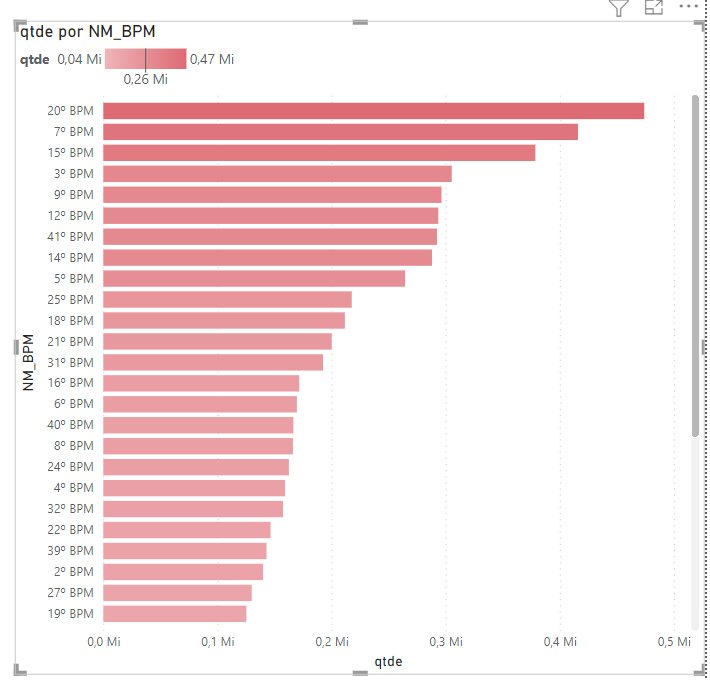 qtde por NM_BPM
qtde 0,04 Mi 0,47 Mi
0,26 Mi
20º BPM
7º BPM
15º BPM
3º BPM
9º BPM
12º BPM
41º BPM
14º BPM
5º BPM
25º BPM
18º BPM
21º BPM
31º BPM
16º BPM
6º BPM
40º BPM
8º BPM
24º BPM
4º BPM
32º BPM
22º BPM
39º BPM
2º BPM
27º BPM
19º BPM
NM_BPM
0,0 Mi 0,1 Mi 0,2 Mi 0,3 Mi 0,4 Mi 0,5 Mi
qtde